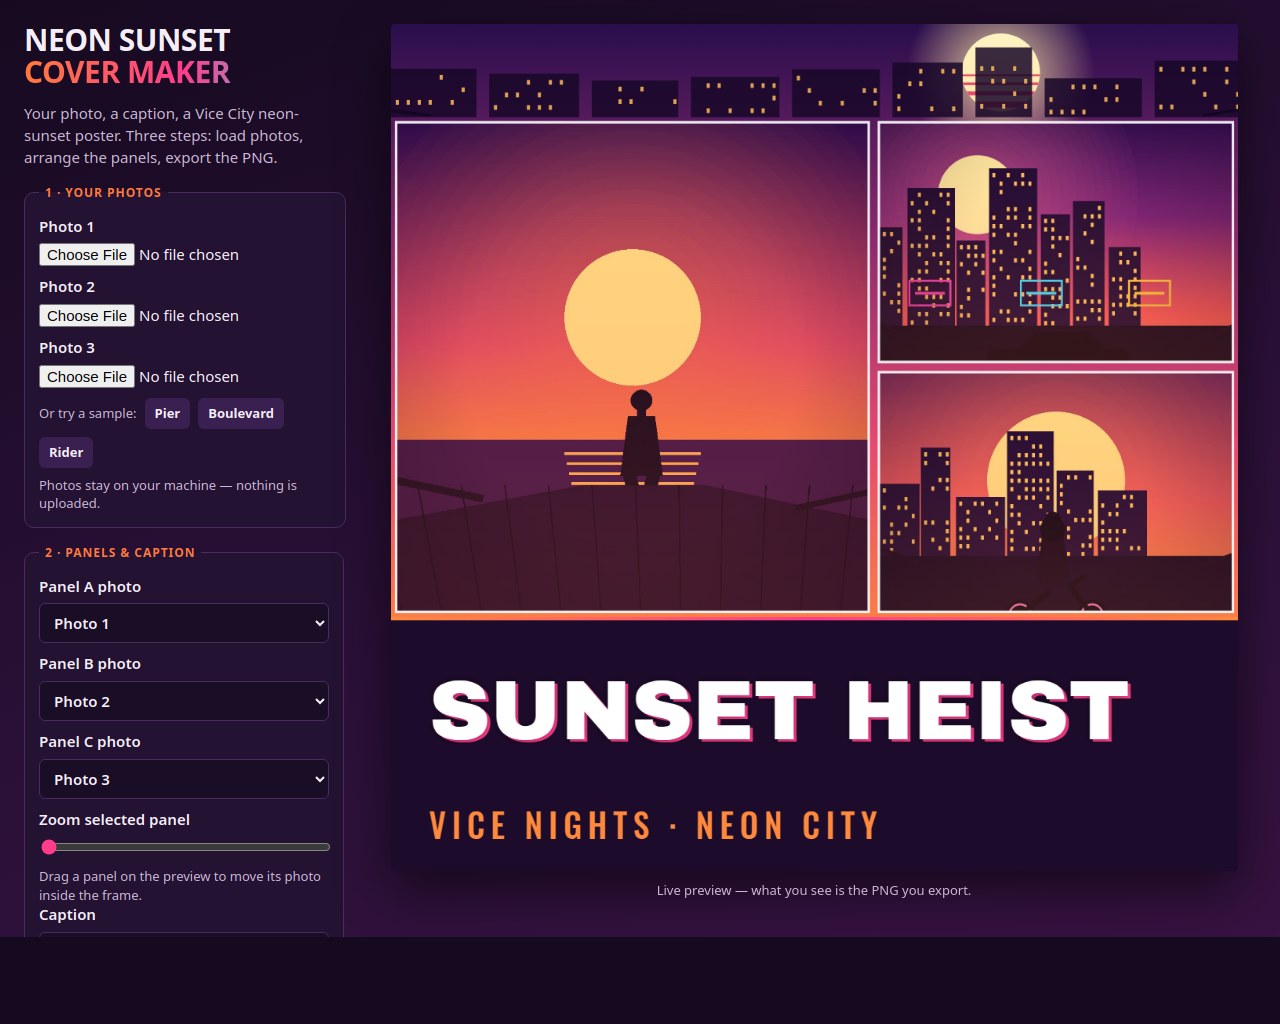 NEON SUNSET
COVER MAKER
Your photo, a caption, a Vice City neon-
sunset poster. Three steps: load photos,
arrange the panels, export the PNG.
1 · YOUR PHOTOS
Photo 1
Choose File No file chosen
Photo 2
Choose File No file chosen
Photo 3
Choose File No file chosen
Or try a sample: Pier Boulevard
Rider
Photos stay on your machine — nothing is
uploaded.
2 · PANELS & CAPTION
Panel A photo
Photo 1
Panel B photo
Photo 2
Panel C photo
Photo 3
Zoom selected panel
Drag a panel on the preview to move its photo
inside the frame.
Caption
SUNSET HEIST
VICE NIGHTS · NEON CITY
Live preview — what you see is the PNG you export.